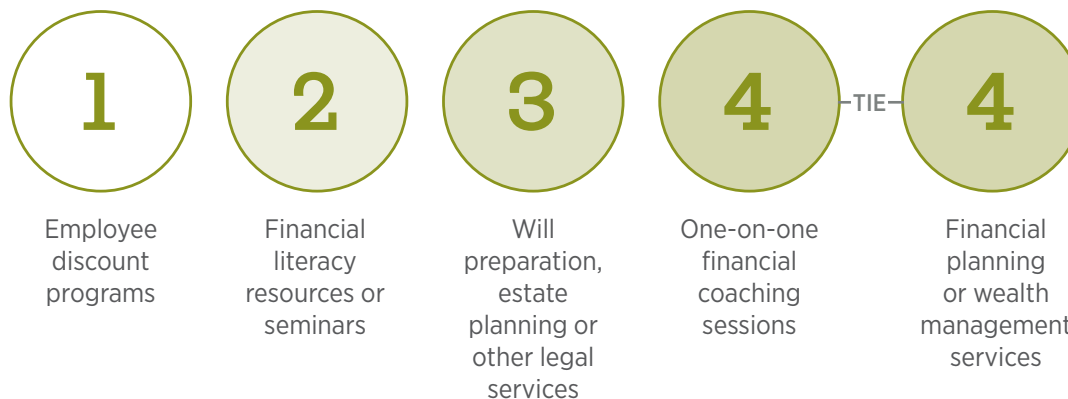 1
2
3
4
TIE
4
Employee
discount
programs
Financial
literacy
resources or
seminars
Will
preparation,
estate
planning or
other legal
services
One-on-one
financial
coaching
sessions
Financial
planning
or wealth
management
services